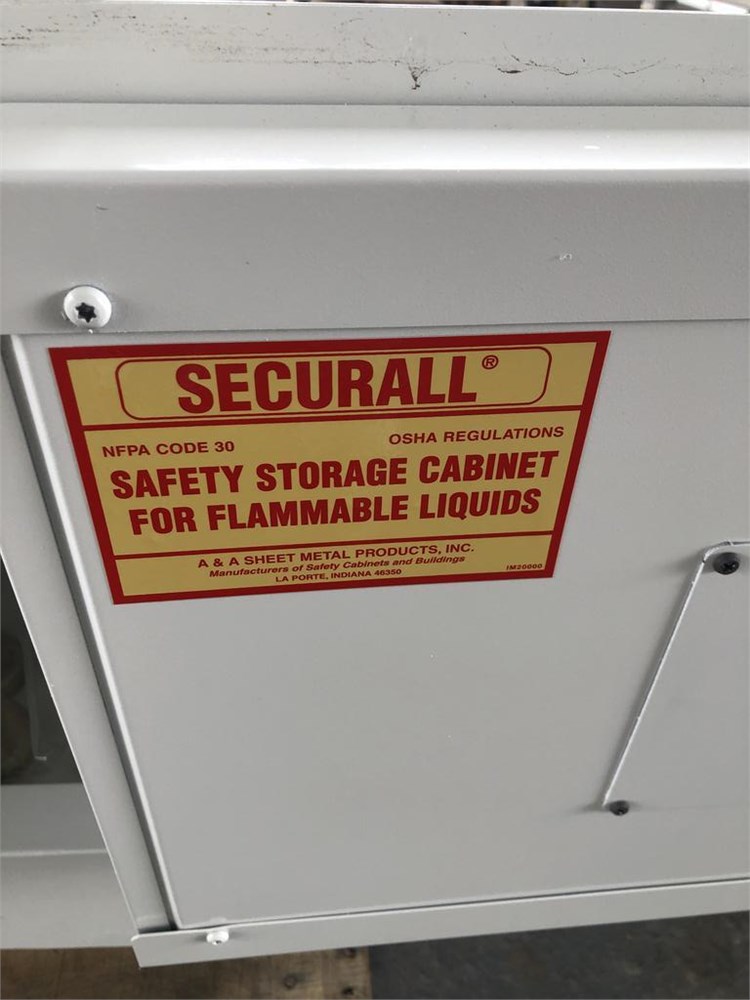 SECURALL®
NFPA CODE 30 OSHA REGULATIONS
SAFETY STORAGE CABINET
FOR FLAMMABLE LIQUIDS
A & A SHEET METAL PRODUCTS, INC.
Manufacturers of Safety Cabinets and Buildings
LA PORTE, INDIANA 46350 IM20000